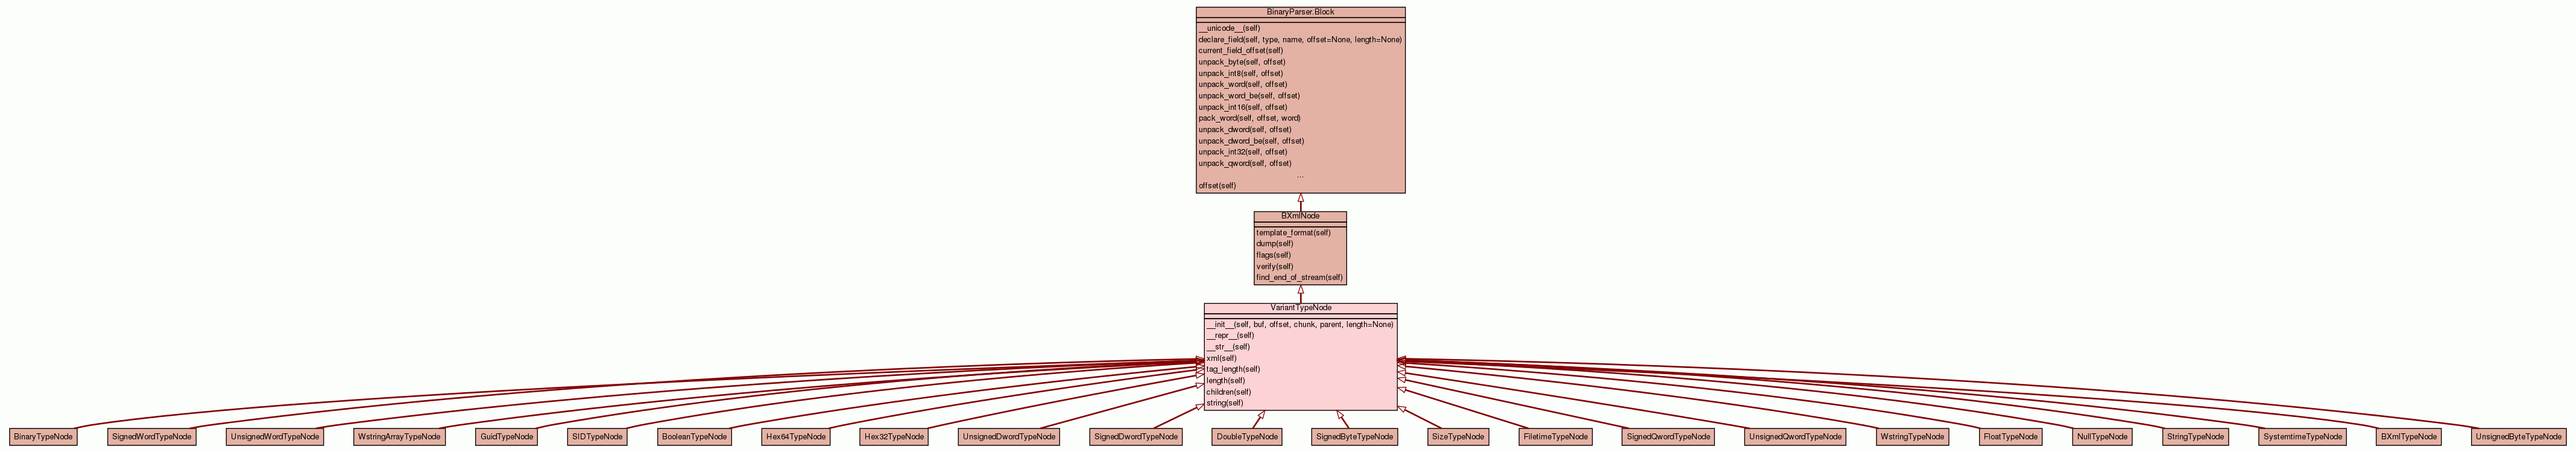 BinaryParser.Block
__unicode__(self)
declare_field(self, type, name, offset=None, length=None)
current_field_offset(self)
unpack_byte(self, offset)
unpack_int8(self, offset)
unpack_word(self, offset)
unpack_word_be(self, offset)
unpack_int16(self, offset)
pack_word(self, offset, word)
unpack_dword(self, offset)
unpack_dword_be(self, offset)
unpack_int32(self, offset)
unpack_qword(self, offset)
...
offset(self)
BXmlNode
template_format(self)
dump(self)
flags(self)
verify(self)
find_end_of_stream(self)
VariantTypeNode
__init__(self, buf, offset, chunk, parent, length=None)
__repr__(self)
__str__(self)
xml(self)
tag_length(self)
length(self)
children(self)
string(self)
BinaryTypeNode
SignedWordTypeNode
UnsignedWordTypeNode
WstringArrayTypeNode
GuidTypeNode
SIDTypeNode
BooleanTypeNode
Hex64TypeNode
Hex32TypeNode
UnsignedDwordTypeNode
SignedDwordTypeNode
DoubleTypeNode
SignedByteTypeNode
SizeTypeNode
FiletimeTypeNode
SignedQwordTypeNode
UnsignedQwordTypeNode
WstringTypeNode
FloatTypeNode
NullTypeNode
StringTypeNode
SystemtimeTypeNode
BXmlTypeNode
UnsignedByteTypeNode